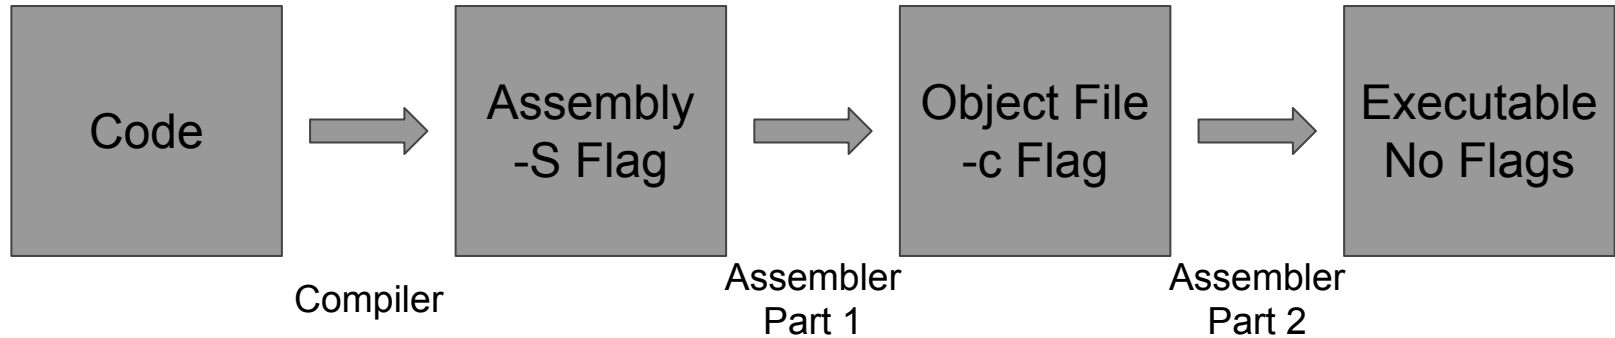 Code
Assembly
-S Flag
Object File
-c Flag
Executable
No Flags
Compiler
Assembler
Part 1
Assembler
Part 2